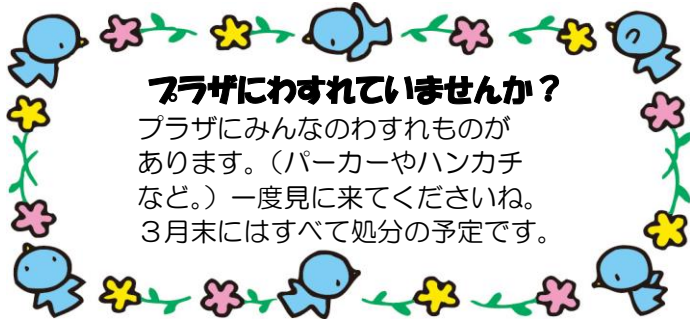 プラザにわすれていませんか？
プラザにみんなのわすれものが
あります。（パーカーやハンカチ
など。）一度見に来てくださいね。
３月末にはすべて処分の予定です。